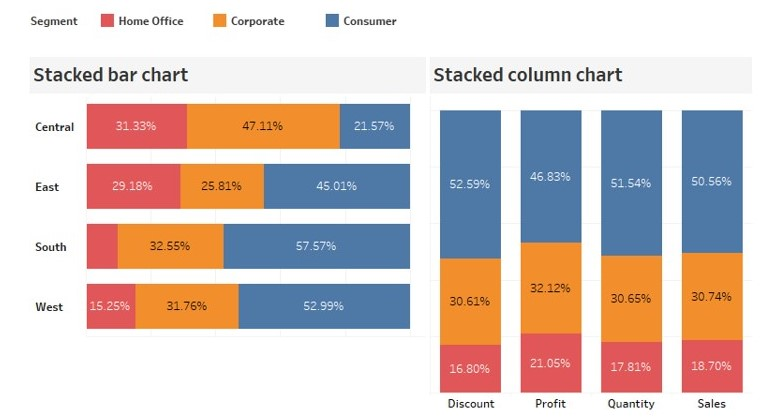 Segment Home Office Corporate Consumer
Stacked bar chart
Central 31.33% 47.11% 21.57%
East 29.18% 25.81% 45.01%
South 32.55% 57.57%
West 15.25% 31.76% 52.99%
Stacked column chart
52.59% 46.83% 51.54% 50.56%
30.61% 32.12% 30.65% 30.74%
16.80% 21.05% 17.81% 18.70%
Discount Profit Quantity Sales